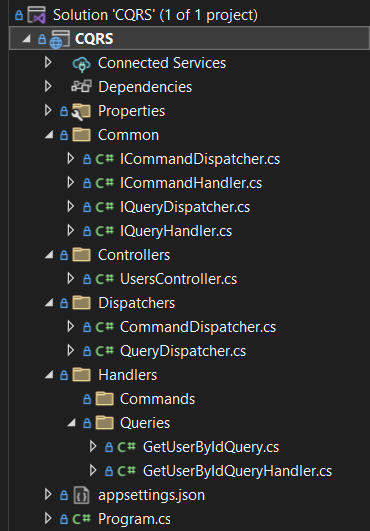 Solution 'CQRS' (1 of 1 project)
CQRS
Connected Services
Dependencies
Properties
Common
C# ICommandDispatcher.cs
C# ICommandHandler.cs
C# IQueryDispatcher.cs
C# IQueryHandler.cs
Controllers
C# UsersController.cs
Dispatchers
C# CommandDispatcher.cs
C# QueryDispatcher.cs
Handlers
Commands
Queries
C# GetUserByIdQuery.cs
C# GetUserByIdQueryHandler.cs
appsettings.json
C# Program.cs